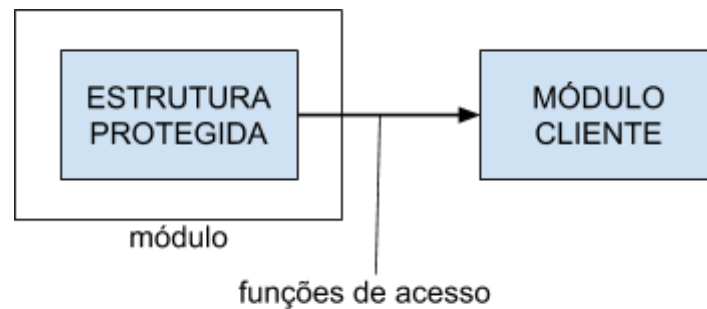 ESTRUTURA
PROTEGIDA
MÓDULO
CLIENTE
módulo
funções de acesso